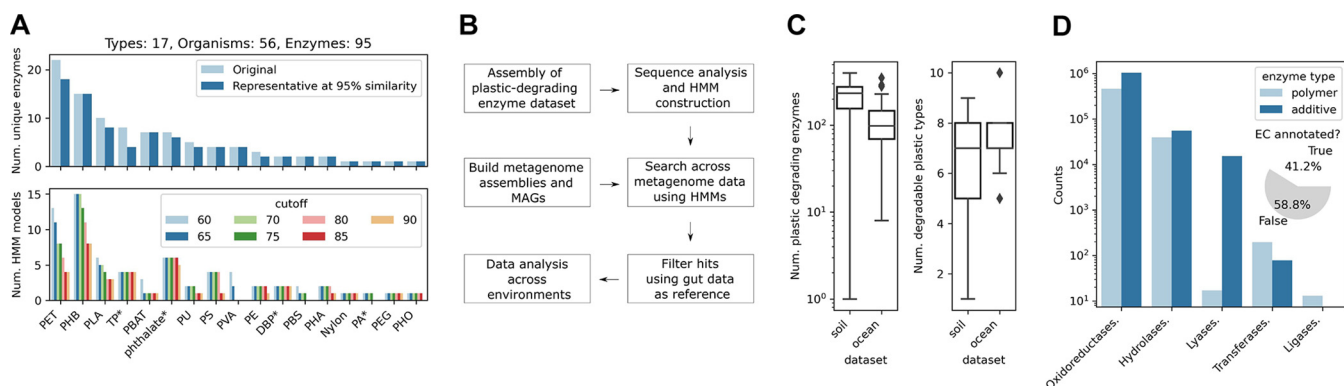 A
Types: 17, Organisms: 56, Enzymes: 95
Num. unique enzymes
20
10
0
Original
Representative at 95% similarity
Num. HMM models
15
10
5
0
cutoff
60 70 80 90
65 75 85
PET PHB PLA TP* PBAT phthalate* PU PS PVA PE DBP* PBS PHA Nylon PA* PEG PHO
B
Assembly of
plastic-degrading
enzyme dataset
Sequence analysis
and HMM
construction
Build metagenome
assemblies and
MAGs
Search across
metagenome data
using HMMs
Data analysis
across
environments
Filter hits
using gut data
as reference
C
Num. plastic degrading enzymes
10²
10¹
10⁰
soil ocean
dataset
Num. degradable plastic types
10
8
6
4
2
soil ocean
dataset
D
Counts
10⁶
10⁵
10⁴
10³
10²
10¹
enzyme type
polymer
additive
EC annotated?
True
41.2%
58.8%
False
Oxidoreductases. Hydrolases. Lyases. Transferases. Ligases.